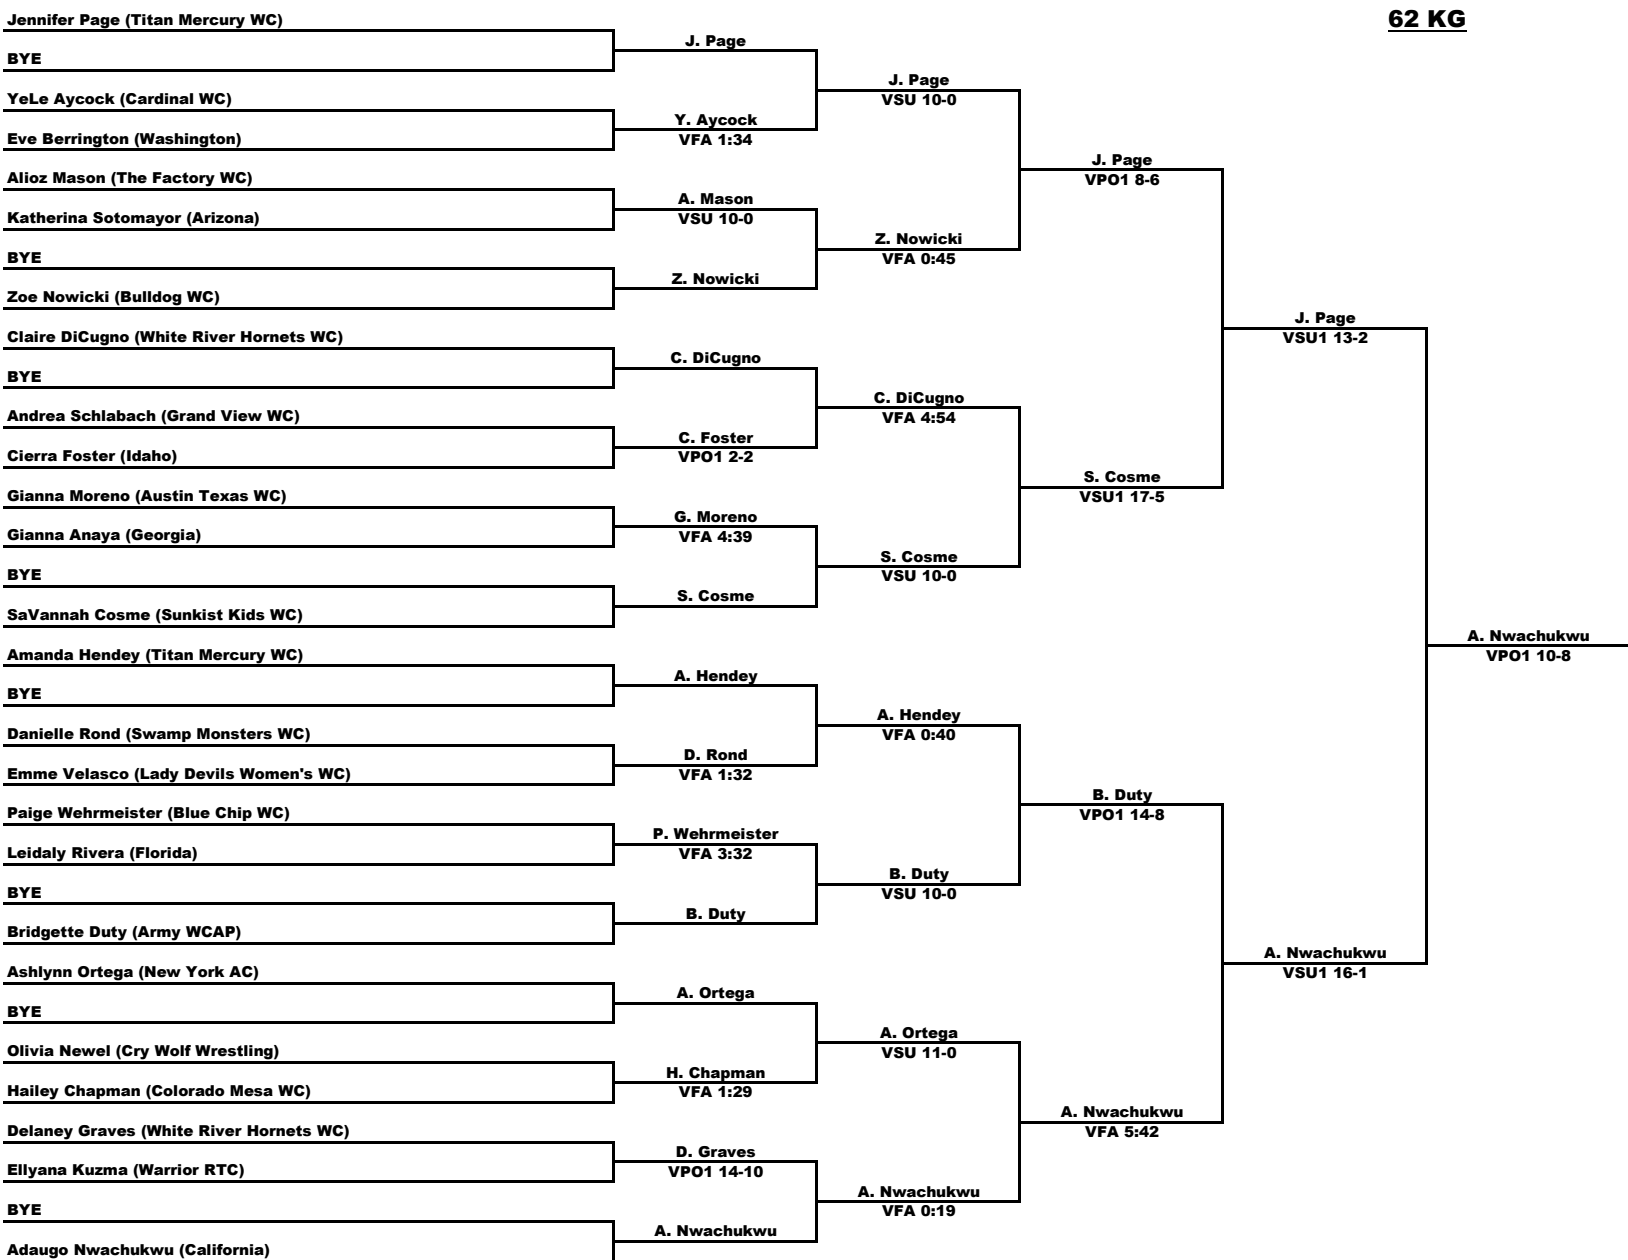 62 KG
Jennifer Page (Titan Mercury WC)
BYE
YeLe Aycock (Cardinal WC)
Eve Berrington (Washington)
Alioz Mason (The Factory WC)
Katherina Sotomayor (Arizona)
BYE
Zoe Nowicki (Bulldog WC)
Claire DiCugno (White River Hornets WC)
BYE
Andrea Schlabach (Grand View WC)
Cierra Foster (Idaho)
Gianna Moreno (Austin Texas WC)
Gianna Anaya (Georgia)
BYE
SaVannah Cosme (Sunkist Kids WC)
Amanda Hendey (Titan Mercury WC)
BYE
Danielle Rond (Swamp Monsters WC)
Emme Velasco (Lady Devils Women's WC)
Paige Wehrmeister (Blue Chip WC)
Leidaly Rivera (Florida)
BYE
Bridgette Duty (Army WCAP)
Ashlynn Ortega (New York AC)
BYE
Olivia Newel (Cry Wolf Wrestling)
Hailey Chapman (Colorado Mesa WC)
Delaney Graves (White River Hornets WC)
Ellyana Kuzma (Warrior RTC)
BYE
Adaugo Nwachukwu (California)
J. Page
Y. Aycock
VFA 1:34
A. Mason
VSU 10-0
Z. Nowicki
C. DiCugno
C. Foster
VPO1 2-2
G. Moreno
VFA 4:39
S. Cosme
A. Hendey
D. Rond
VFA 1:32
P. Wehrmeister
VFA 3:32
B. Duty
A. Ortega
H. Chapman
VFA 1:29
D. Graves
VPO1 14-10
A. Nwachukwu
J. Page
VSU 10-0
Z. Nowicki
VFA 0:45
C. DiCugno
VFA 4:54
S. Cosme
VSU 10-0
A. Hendey
VFA 0:40
B. Duty
VSU 10-0
A. Ortega
VSU 11-0
A. Nwachukwu
VFA 0:19
J. Page
VPO1 8-6
S. Cosme
VSU1 17-5
B. Duty
VPO1 14-8
A. Nwachukwu
VFA 5:42
J. Page
VSU1 13-2
A. Nwachukwu
VSU1 16-1
A. Nwachukwu
VPO1 10-8